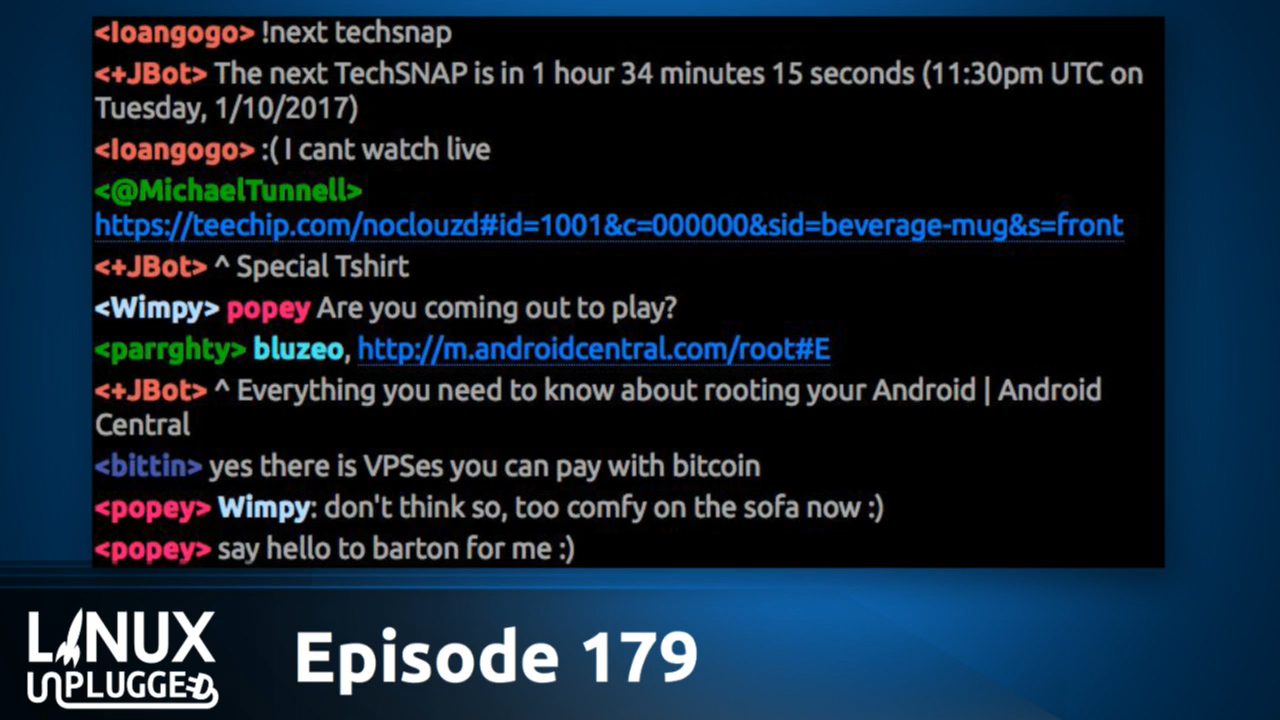 <Ioangogo> !next techsnap
<+JBot> The next TechSNAP is in 1 hour 34 minutes 15 seconds (11:30pm UTC on
Tuesday, 1/10/2017)
<Ioangogo> :( I cant watch live
<@MichaelTunnell>
https://teechip.com/noclouzd#id=1001&c=000000&sid=beverage-mug&s=front
<+JBot> ^ Special Tshirt
<Wimpy> popey Are you coming out to play?
<parrghty> bluzeo, http://m.androidcentral.com/root#E
<+JBot> ^ Everything you need to know about rooting your Android | Android
Central
<bittin> yes there is VPSes you can pay with bitcoin
<popey> Wimpy: don't think so, too comfy on the sofa now :)
<popey> say hello to barton for me :)
LINUX
UNPLUGGED
Episode 179